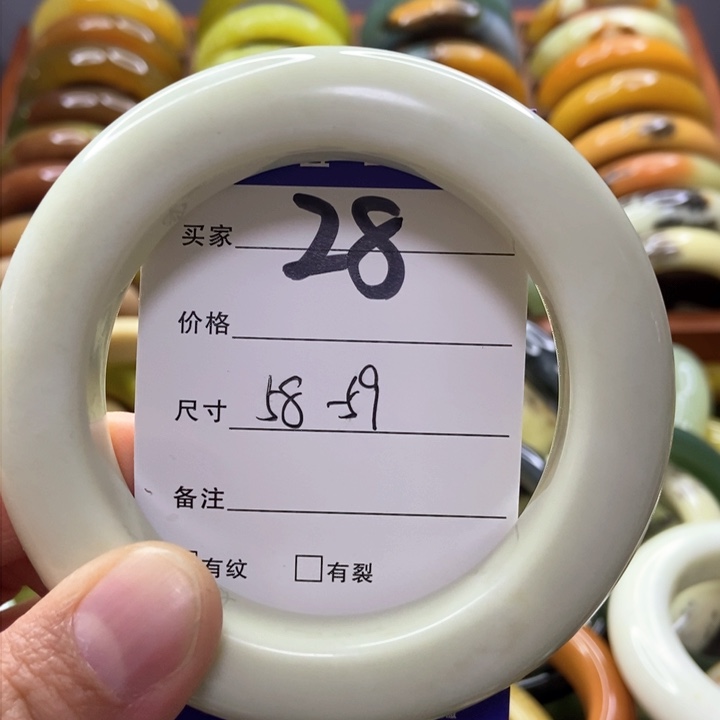 买家 28
价格
尺寸 58-59
备注
有纹 □有裂